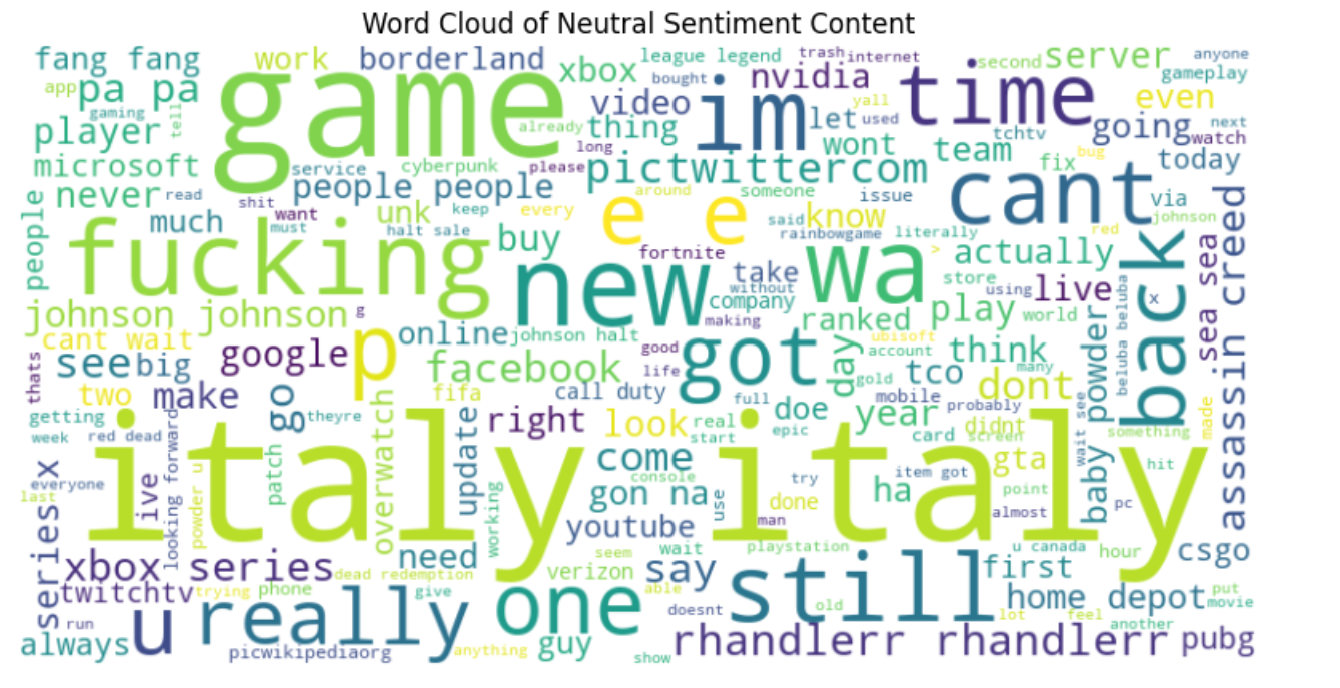 Word Cloud of Neutral Sentiment Content
fang fang
work
borderland
league legend
trash
internet
second
server
anyone
app
pa pa
game
xbox
bought
nvidia
time
gameplay
gaming
tell
video
im
yall
even
player
already
thing
let
used
tchtv
going
next
watch
long
wont
team
fix
bug
today
microsoft
service
cyberpunk
please
pictwittercom
cant
via
never
read
people people
around
someone
issue
shit
want
unk
keep
every
e e
said
know
johnson
people
much
must
halt sale
buy
rainbowgame
literally
red
fucking
fortnite
wa
>
actually
back
sea sea
assassin creed
new
take
without
store
using
live
beluba beluba
x
johnson johnson
g
company
play
world
making
ranked
cant wait
online
johnson halt
ubisoft
thats
see
big
google
p
good
got
day
account
think
powder
baby powder
facebook
life
gold
tco
many
two
make
go
fifa
call duty
full
mobile
dont
getting
theyre
overwatch
update
right
look
real
doe
year
probably
made
week
red dead
start
epic
card
didnt
screen
wait see
something
italy italy
come
gta
hit
seriesx
everyone
ive
looking forward
powder u
patch
console
try
item got
last
gon na
use
done
ha
point
pc
working
youtube
man
almost
xbox series
need
seem
wait
playstation
u canada
hour
csgo
dead redemption
verizon
say
still
first
twitchtv
trying
phone
give
one
able
home depot
put
movie
run
u
really
doesnt
old
lot
feel
another
always
picwikipediaorg
anything
guy
show
rhandlerr rhandlerr
pubg